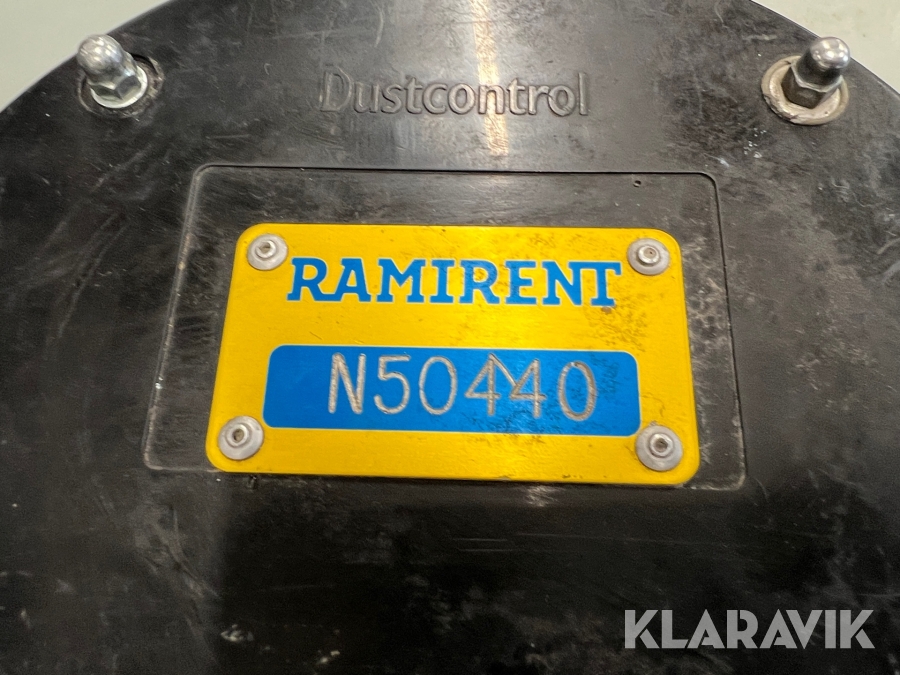 Dustcontrol
RAMIRENT
N50440
KLARAVIK